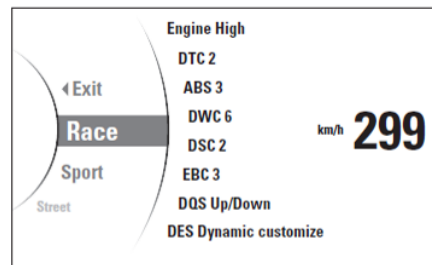 Engine High
DTC 2
ABS 3
DWC 6
DSC 2
EBC 3
DQS Up/Down
DES Dynamic customize
Exit
Race
Sport
Street
km/h 299